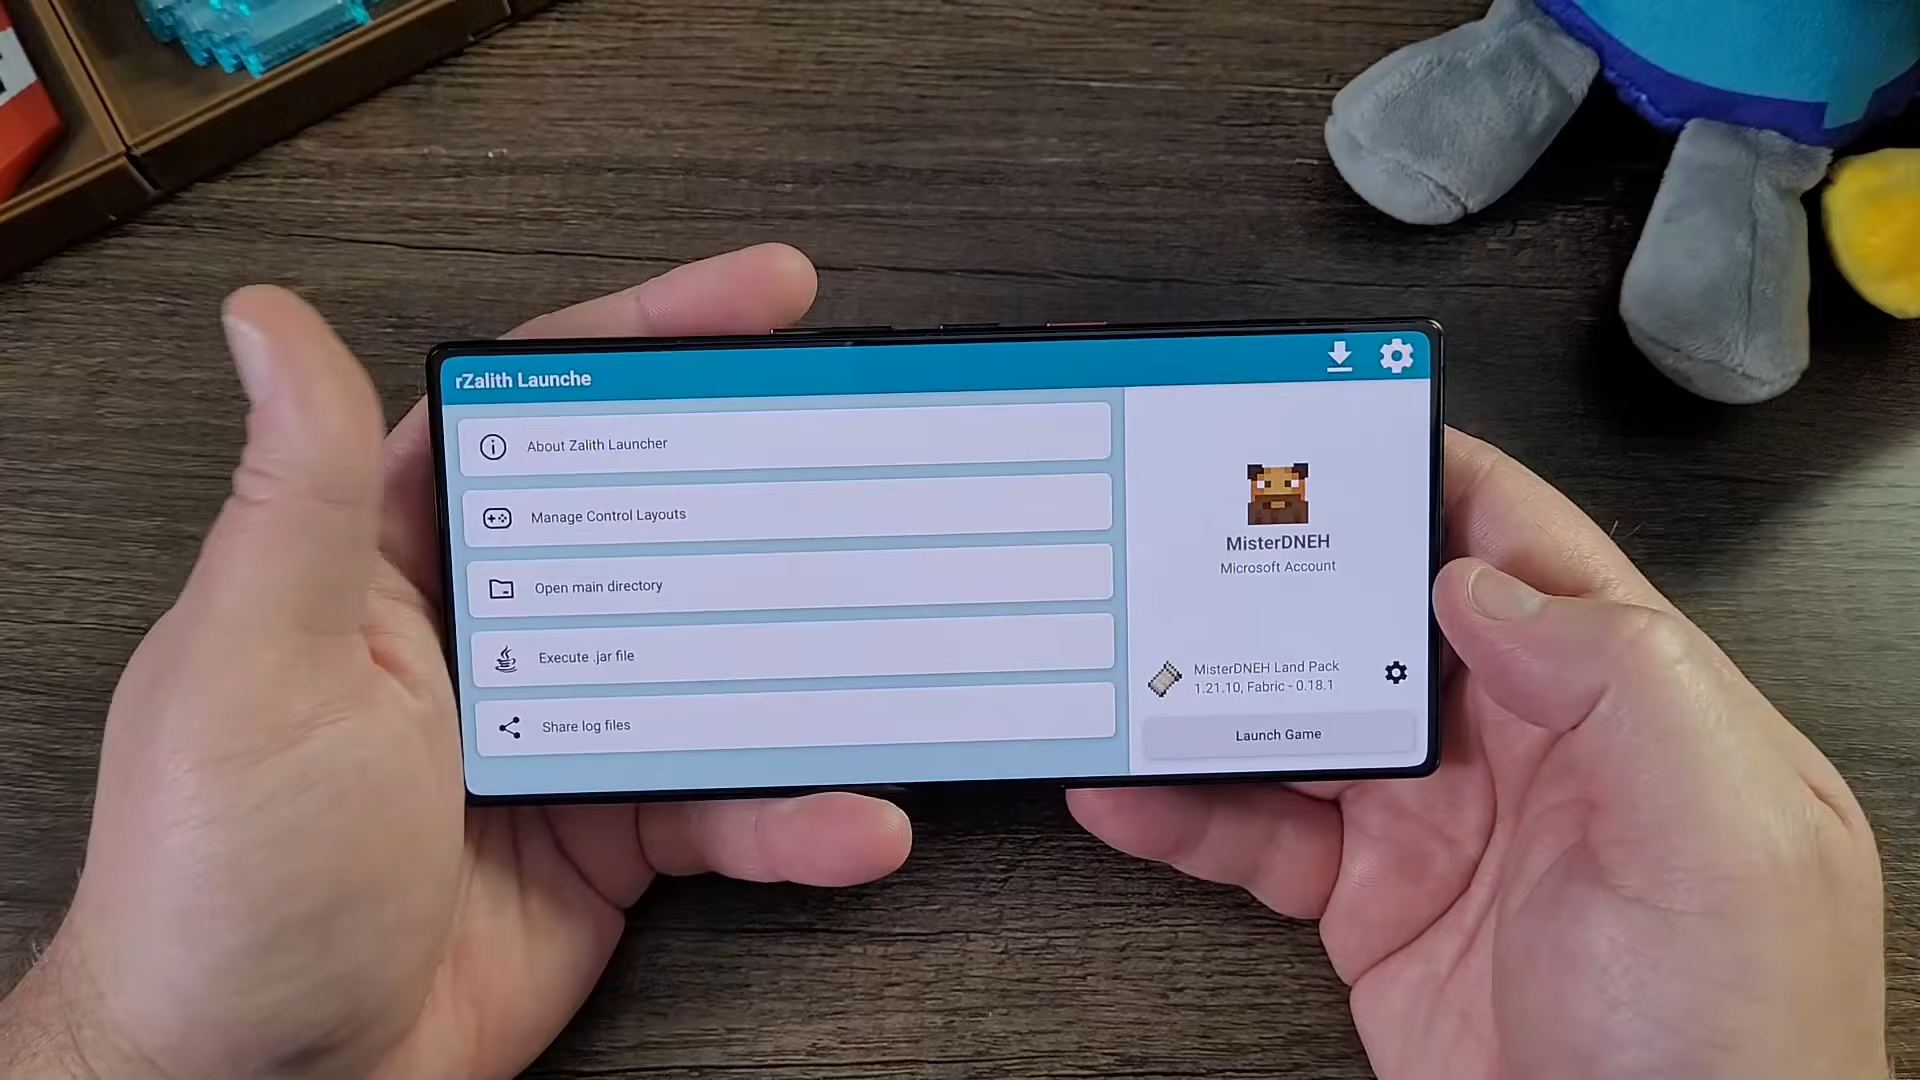 rZalith Launche
About Zalith Launcher
Manage Control Layouts
Open main directory
Execute .jar file
Share log files
MisterDNEH
Microsoft Account
MisterDNEH Land Pack
1.21.10, Fabric - 0.18.1
Launch Game